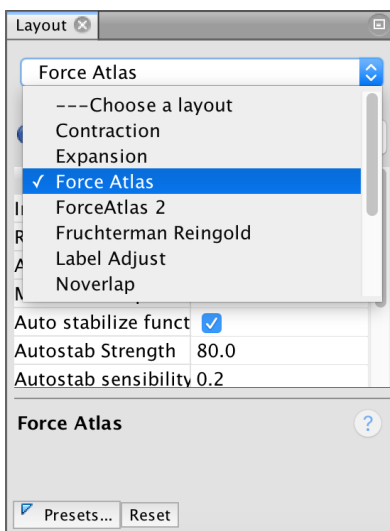 Layout
Force Atlas
---Choose a layout
Contraction
Expansion
✓ Force Atlas
ForceAtlas 2
Fruchterman Reingold
Label Adjust
Noverlap
Auto stabilize funct
Autostab Strength 80.0
Autostab sensibility 0.2
Force Atlas
?
Presets... Reset